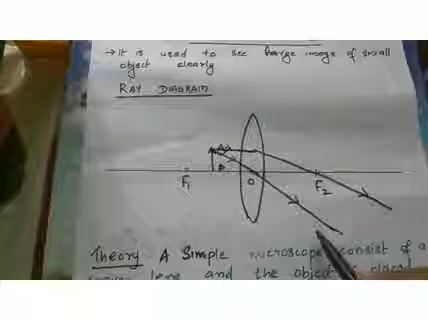 → It is used to see large image of small
object clearly
RAY DIAGRAM
A
B
F1
O
F2
Theory A Simple microscope consist of a
lens and the object is placed